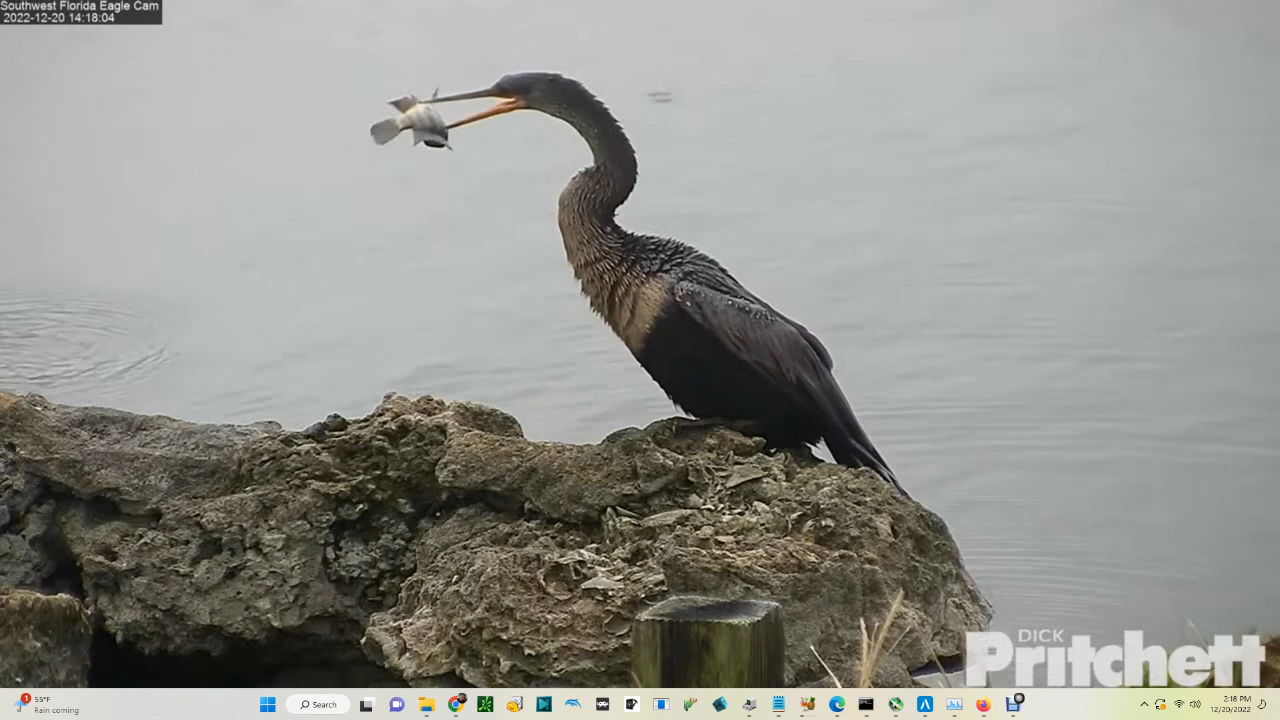 Southwest Florida Eagle Cam
2022-12-20 14:18:04
DICK
Pritchett
1
55°F
Rain coming
Search
2:18 PM
12/20/2022